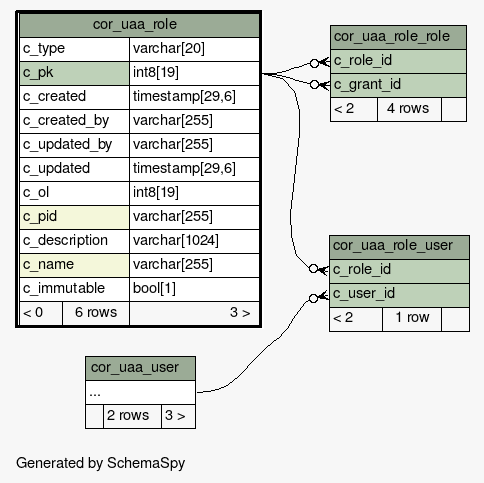 cor_uaa_role
c_type varchar[20]
c_pk int8[19]
c_created timestamp[29,6]
c_created_by varchar[255]
c_updated_by varchar[255]
c_updated timestamp[29,6]
c_ol int8[19]
c_pid varchar[255]
c_description varchar[1024]
c_name varchar[255]
c_immutable bool[1]
< 0 6 rows 3 >
cor_uaa_role_role
c_role_id
c_grant_id
< 2 4 rows
cor_uaa_role_user
c_role_id
c_user_id
< 2 1 row
cor_uaa_user
...
2 rows 3 >
Generated by SchemaSpy